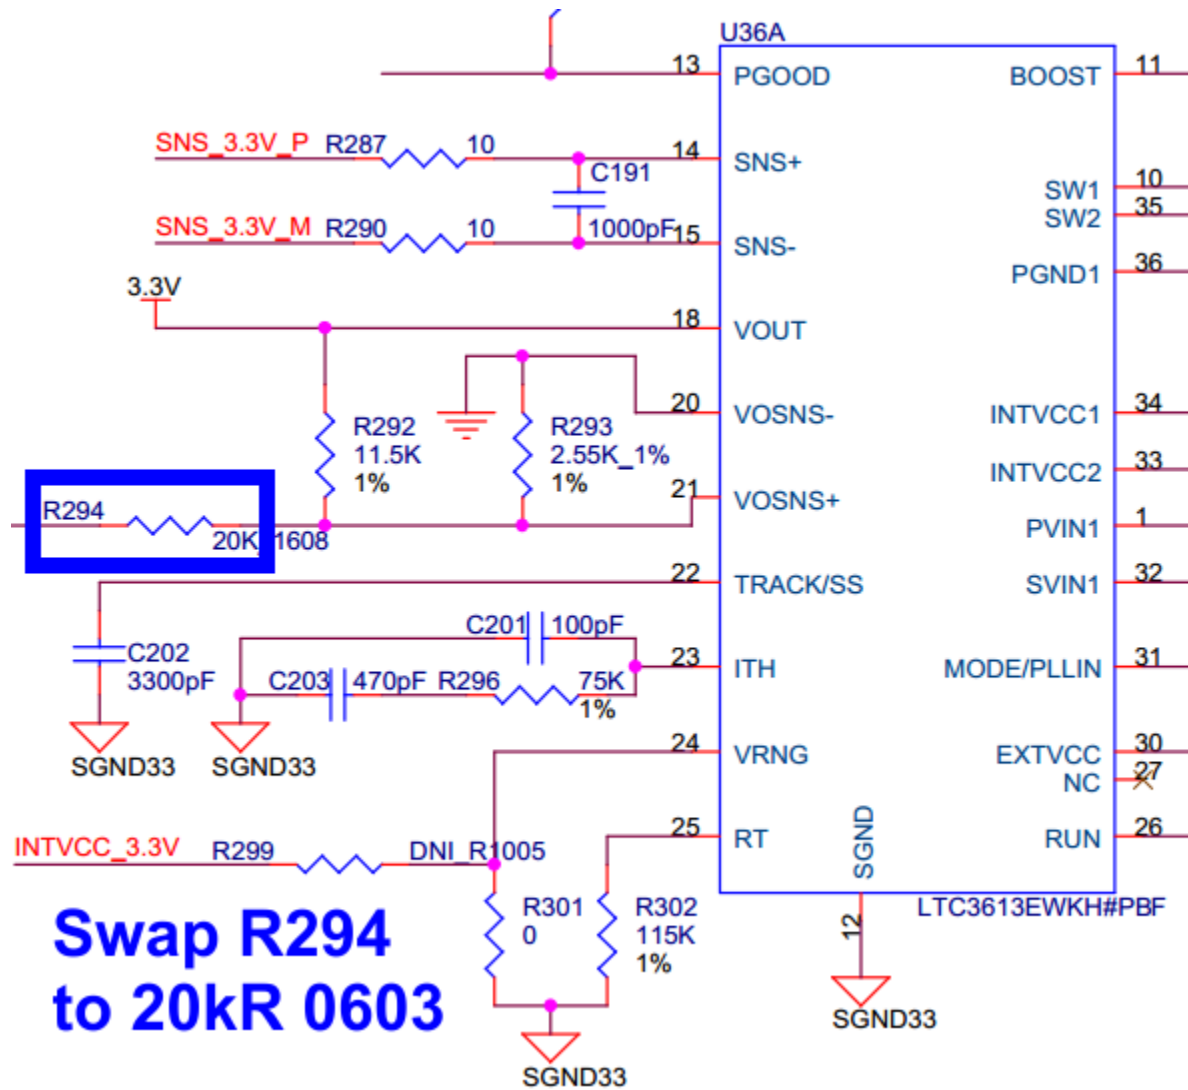 U36A
13
PGOOD
BOOST
11
SNS_3.3V_P
R287
10
14
SNS+
C191
1000pF
SW1
10
SW2
35
SNS_3.3V_M
R290
10
15
SNS-
PGND1
36
3.3V
18
VOUT
20
VOSNS-
INTVCC1
34
R292
11.5K
1%
R293
2.55K_1%
1%
INTVCC2
33
21
VOSNS+
PVIN1
1
R294
20K_1608
22
TRACK/SS
SVIN1
32
C202
3300pF
C201
100pF
C203
470pF
R296
75K
1%
23
ITH
MODE/PLLIN
31
SGND33
SGND33
24
VRNG
EXTVCC
30
NC
27
INTVCC_3.3V
R299
DNI_R1005
25
RT
SGND
RUN
26
R301
0
R302
115K
1%
12
LTC3613EWKH#PBF
SGND33
SGND33
Swap R294
to 20kR 0603